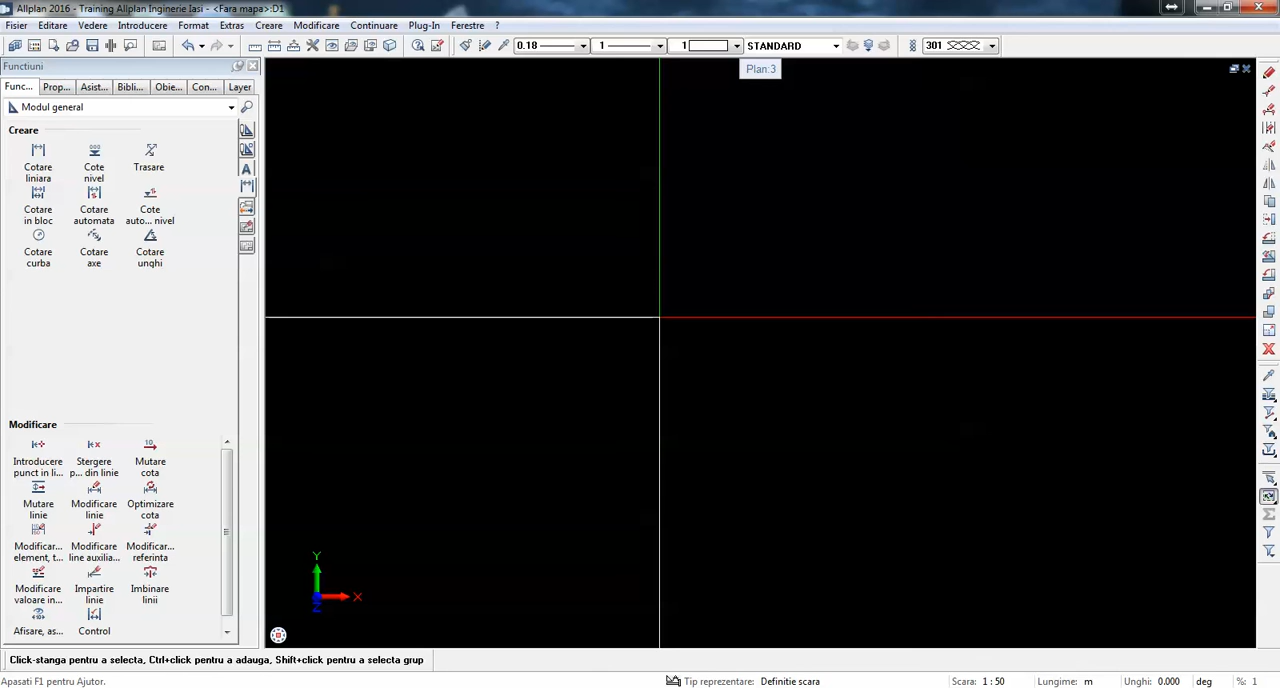 Allplan 2016 - Training Allplan Inginerie Iasi - <Fara mapa>:D1
Fisier Editare Vedere Introducere Format Extras Creare Modificare Continuare Plug-In Ferestre ?
0.18 1 1 STANDARD 301
Functiuni
Plan:3
Func... Prop... Asist... Bibli... Obie... Con... Layer
Modul general
Creare
Cotare liniara
Cote nivel
Trasare
Cotare in bloc
Cotare automata
Cote auto... nivel
Cotare curba
Cotare axe
Cotare unghi
Modificare
Introducere punct in li...
Stergere p... din linie
Mutare cota
Mutare linie
Modificare linie
Optimizare cota
Modificar... element, t...
Modificare line auxilia...
Modificar... referinta
Modificare valoare in...
Impartire linie
Imbinare linii
Afisare, as...
Control
Y
X
Z
Click-stanga pentru a selecta, Ctrl+click pentru a adauga, Shift+click pentru a selecta grup
Apasati F1 pentru Ajutor.
Tip reprezentare: Definitie scara Scara: 1 : 50 Lungime: m Unghi: 0.000 deg %: 1